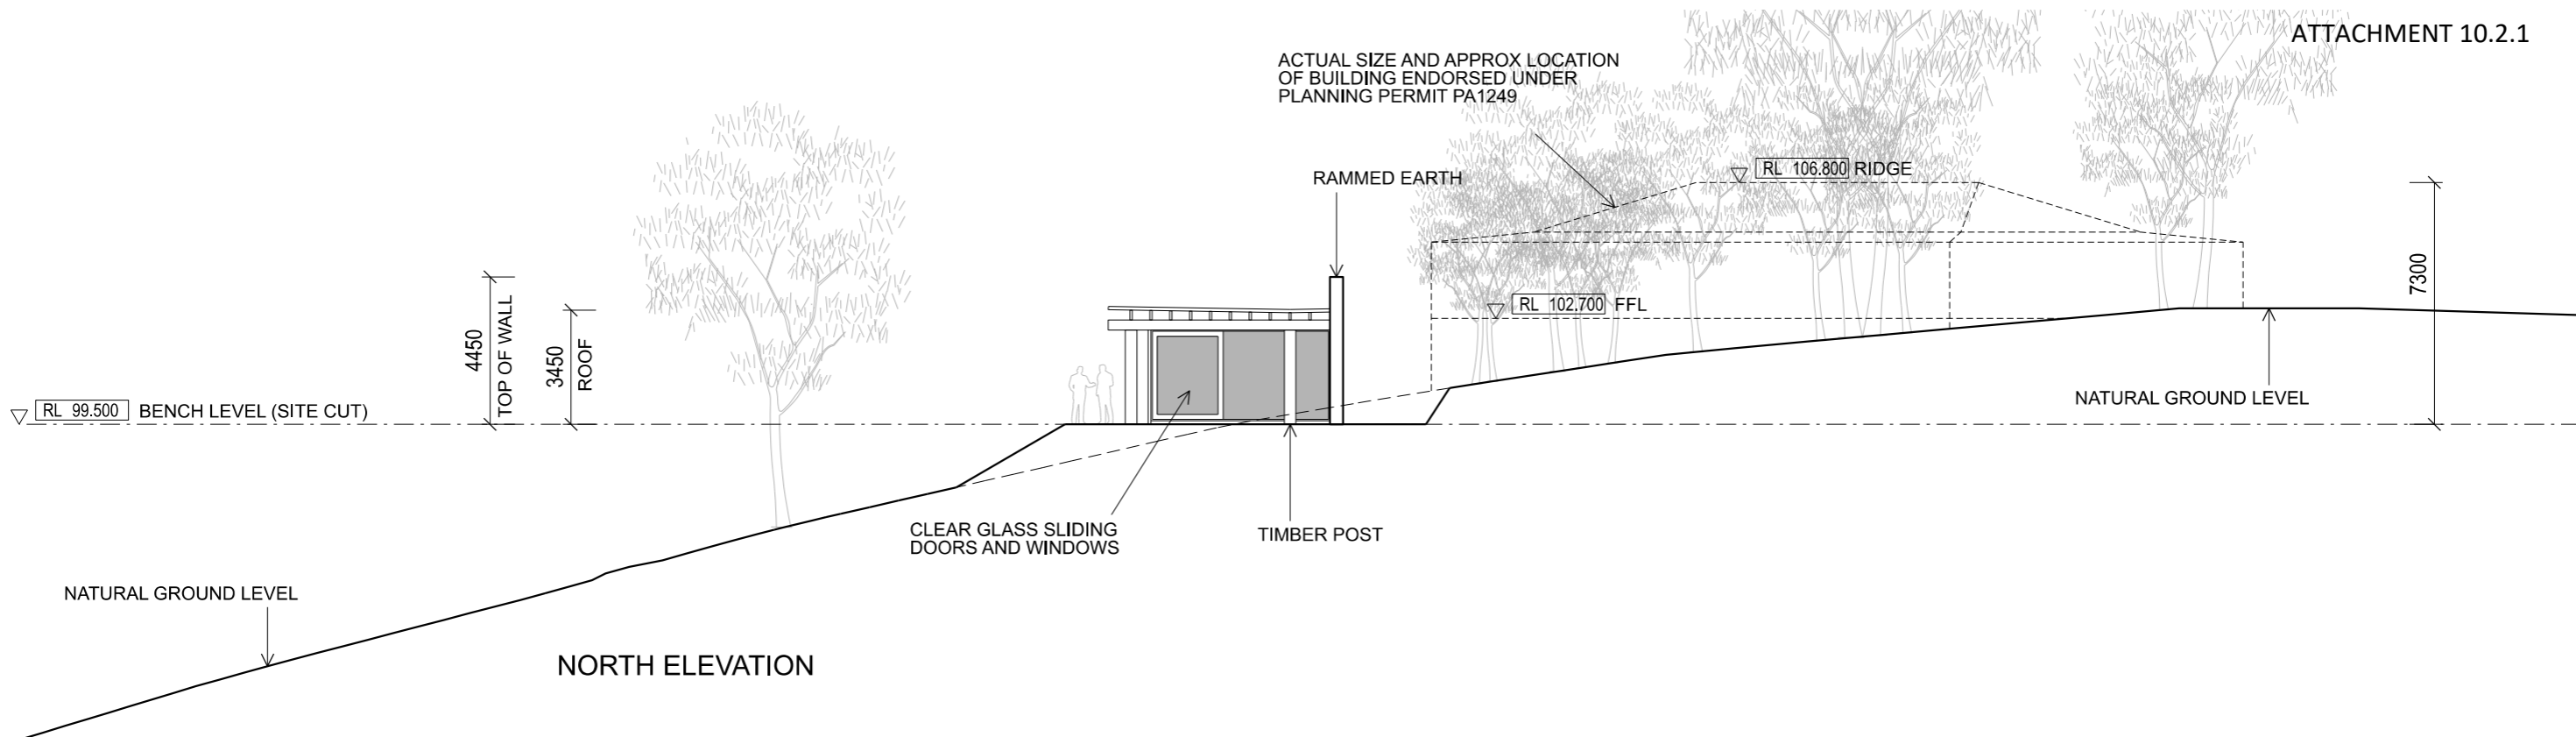 ATTACHMENT 10.2.1
ACTUAL SIZE AND APPROX LOCATION
OF BUILDING ENDORSED UNDER
PLANNING PERMIT PA1249
RAMMED EARTH
RL 106.800 RIDGE
RL 102.700 FFL
7300
4450
TOP OF WALL
3450
ROOF
RL 99.500 BENCH LEVEL (SITE CUT)
NATURAL GROUND LEVEL
CLEAR GLASS SLIDING
DOORS AND WINDOWS
TIMBER POST
NATURAL GROUND LEVEL
NORTH ELEVATION